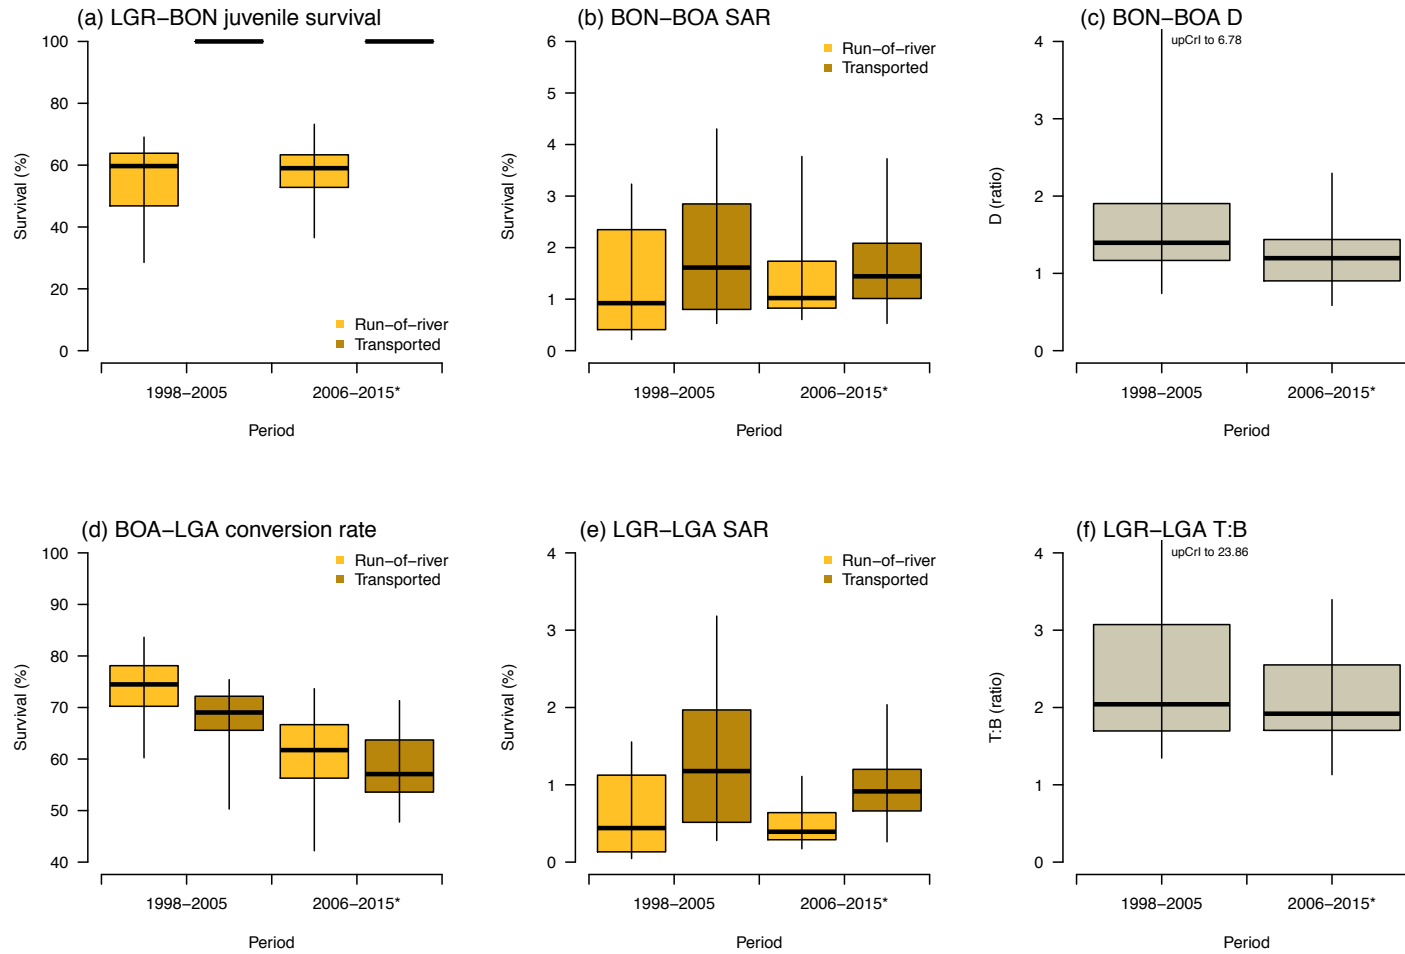 (a) LGR−BON juvenile survival
Survival (%)
100
80
60
40
20
0
Run−of−river
Transported
1998−2005
2006−2015*
Period
(b) BON−BOA SAR
Survival (%)
6
5
4
3
2
1
0
Run−of−river
Transported
1998−2005
2006−2015*
Period
(c) BON−BOA D
upCrI to 6.78
D (ratio)
4
3
2
1
0
1998−2005
2006−2015*
Period
(d) BOA−LGA conversion rate
Survival (%)
100
90
80
70
60
50
40
Run−of−river
Transported
1998−2005
2006−2015*
Period
(e) LGR−LGA SAR
Survival (%)
4
3
2
1
0
Run−of−river
Transported
1998−2005
2006−2015*
Period
(f) LGR−LGA T:B
upCrI to 23.86
T:B (ratio)
4
3
2
1
0
1998−2005
2006−2015*
Period